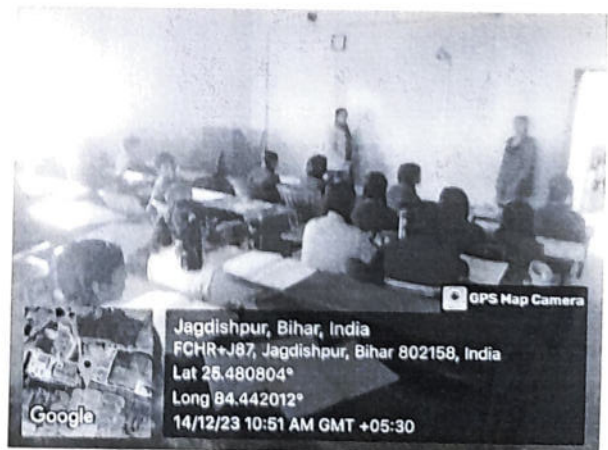 GPS Map Camera
Jagdishpur, Bihar, India
FCHR+J87, Jagdishpur, Bihar 802158, India
Lat 25.480804°
Long 84.442012°
14/12/23 10:51 AM GMT +05:30
Google